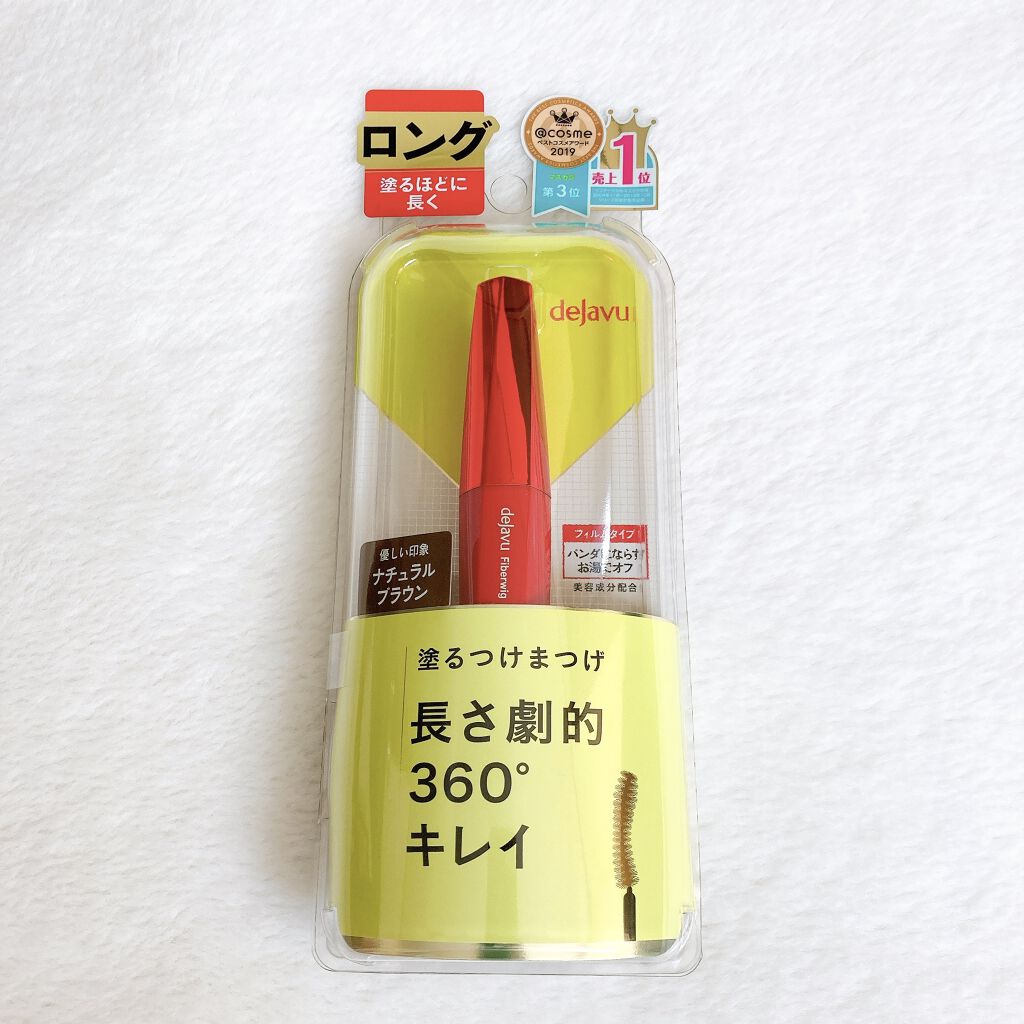 ロング
塗るほどに
長く
@cosme
ベストコスメアワード
2019
マスカラ
第3位
1
売上 位
dejavu
dejavu Fiberwig
優しい印象
ナチュラル
ブラウン
フィルムタイプ
パンダにならず
お湯でオフ
美容成分配合
塗るつけまつげ
長さ劇的
360°
キレイ